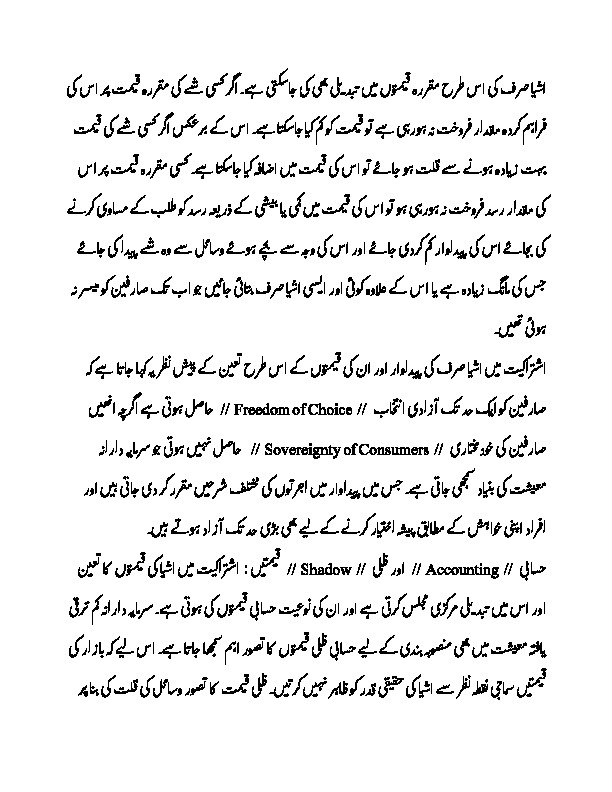 اشیا صرف کی اس طرح مقررہ قیمتوں میں تبدیلی بھی کی جاسکتی ہے۔ اگر کسی شے کی مقررہ قیمت پر اس کی
فراہم کردہ مقدار فروخت نہ ہورہی ہے تو قیمت کو کم کیا جاسکتا ہے۔ اس کے برعکس اگر کسی شے کی قیمت
بہت زیادہ ہونے سے قلت ہو جائے تو اس کی قیمت میں اضافہ کیا جاسکتا ہے۔ کسی مقررہ قیمت پر اس
کی مقدار رسد فروخت نہ ہورہی ہو تو اس کی قیمت میں کمی یا بیشی کے ذریعہ رسد کو طلب کے مساوی کرنے
کی بجائے اس کی پیداوار کم کردی جائے اور اس کی وجہ سے بچے ہوئے وسائل سے وہ شے پیدا کی جائے
جس کی مانگ زیادہ ہے یا اس کے علاوہ کوئی اور ایسی اشیا صرف بنائی جائیں جو اب تک صارفین کو میسر نہ
ہوئی تھیں۔
اشتراکیت میں اشیا صرف کی پیداوار اور ان کی قیمتوں کے اس طرح تعین کے پیش نظر یہ کہا جاتا ہے کہ
صارفین کو ایک حد تک آزادی انتخاب // Freedom of Choice // حاصل ہوتی ہے اگرچہ انھیں
صارفین کی خود مختاری // Sovereignty of Consumers // حاصل نہیں ہوتی جو سرمایہ دارانہ
معیشت کی بنیاد سمجھی جاتی ہے۔ جس میں پیداوار میں اجرتوں کی مختلف شرحیں مقرر کر دی جاتی ہیں اور
افراد اپنی خواہش کے مطابق پیشہ اختیار کرنے کے لیے بھی بڑی حد تک آزاد ہوتے ہیں۔
حسابی // Accounting // اور ظلی // Shadow // قیمتیں : اشتراکیت میں اشیا کی قیمتوں کا تعین
اور اس میں تبدیلی مرکزی مجلس کرتی ہے اور ان کی نوعیت حسابی قیمتوں کی ہوتی ہے۔ سرمایہ دارانہ کم ترقی
یافتہ معیشت میں بھی منصوبہ بندی کے لیے حسابی ظلی قیمتوں کا تصور اہم سمجھا جاتا ہے۔ اس لیے کہ بازار کی
قیمتیں سماجی نقطہ نظر سے اشیا کی حقیقی قدر کو ظاہر نہیں کرتیں۔ ظلی قیمت کا تصور وسائل کی قلت کی بنا پر